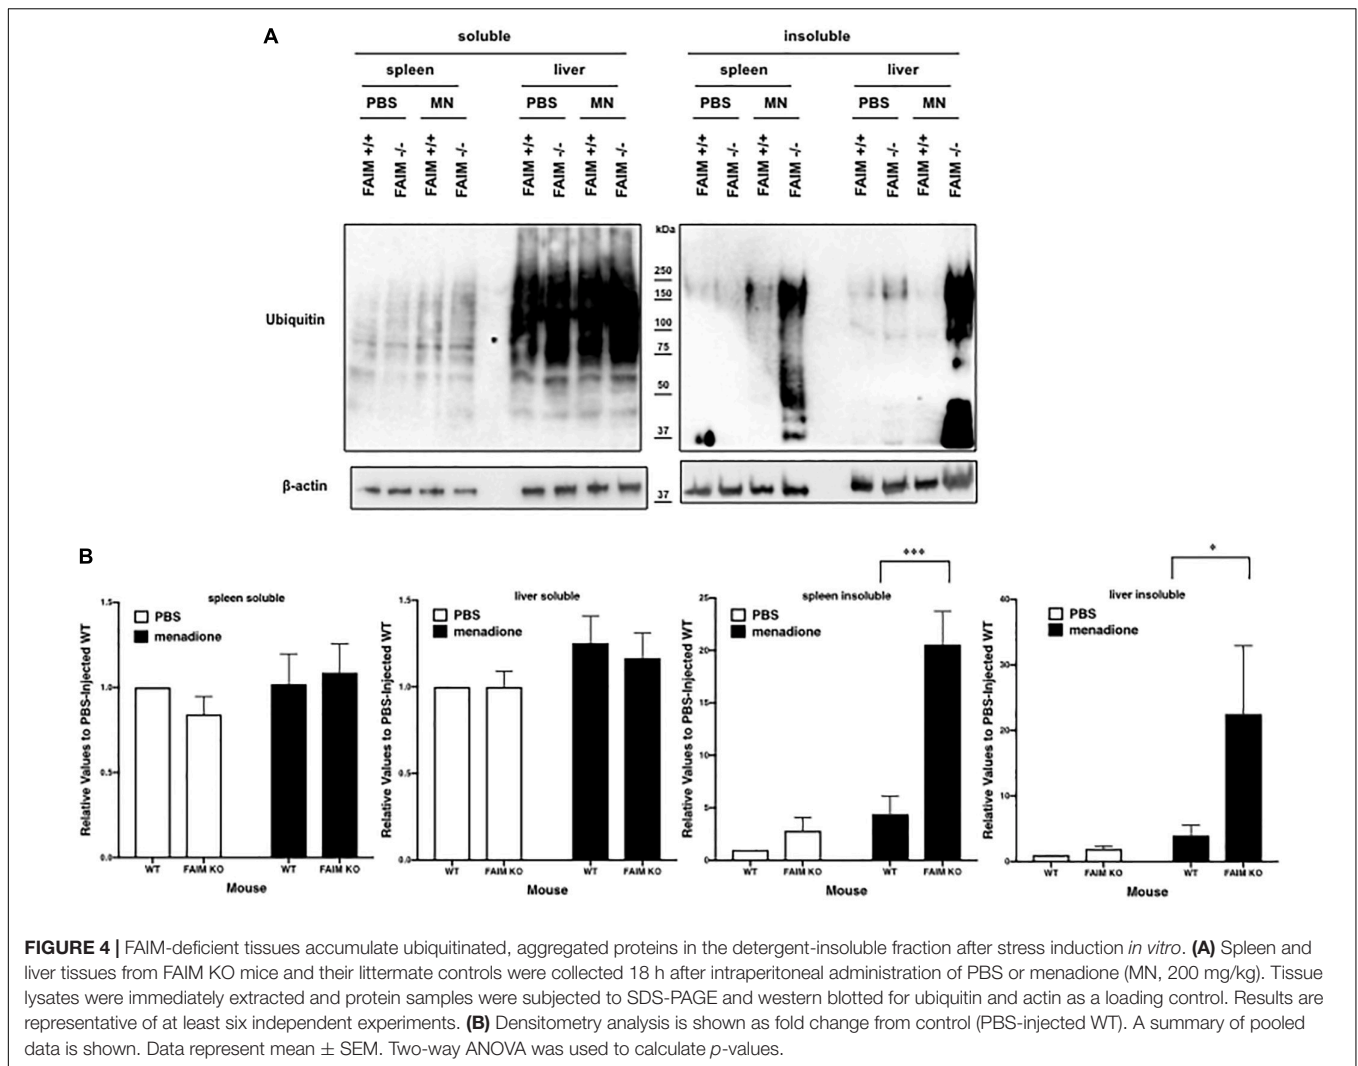 A
soluble
insoluble
spleen
liver
spleen
liver
PBS
MN
PBS
MN
PBS
MN
PBS
MN
FAIM +/+
FAIM -/-
FAIM +/+
FAIM -/-
FAIM +/+
FAIM -/-
FAIM +/+
FAIM -/-
FAIM +/+
FAIM -/-
FAIM +/+
FAIM -/-
FAIM +/+
FAIM -/-
FAIM +/+
FAIM -/-
kDa
250
150
100
75
50
37
Ubiquitin
β-actin
37
B
spleen soluble
PBS
menadione
Relative Values to PBS-Injected WT
1.5
1.0
0.5
0.0
WT
FAIM KO
WT
FAIM KO
Mouse
liver soluble
PBS
menadione
Relative Values to PBS-Injected WT
1.5
1.0
0.5
0.0
WT
FAIM KO
WT
FAIM KO
Mouse
***
spleen insoluble
PBS
menadione
Relative Values to PBS-Injected WT
25
20
15
10
5
0
WT
FAIM KO
WT
FAIM KO
Mouse
*
liver insoluble
PBS
menadione
Relative Values to PBS-Injected WT
40
30
20
10
0
WT
FAIM KO
WT
FAIM KO
Mouse
FIGURE 4 | FAIM-deficient tissues accumulate ubiquitinated, aggregated proteins in the detergent-insoluble fraction after stress induction in vitro. (A) Spleen and
liver tissues from FAIM KO mice and their littermate controls were collected 18 h after intraperitoneal administration of PBS or menadione (MN, 200 mg/kg). Tissue
lysates were immediately extracted and protein samples were subjected to SDS-PAGE and western blotted for ubiquitin and actin as a loading control. Results are
representative of at least six independent experiments. (B) Densitometry analysis is shown as fold change from control (PBS-injected WT). A summary of pooled
data is shown. Data represent mean ± SEM. Two-way ANOVA was used to calculate p-values.